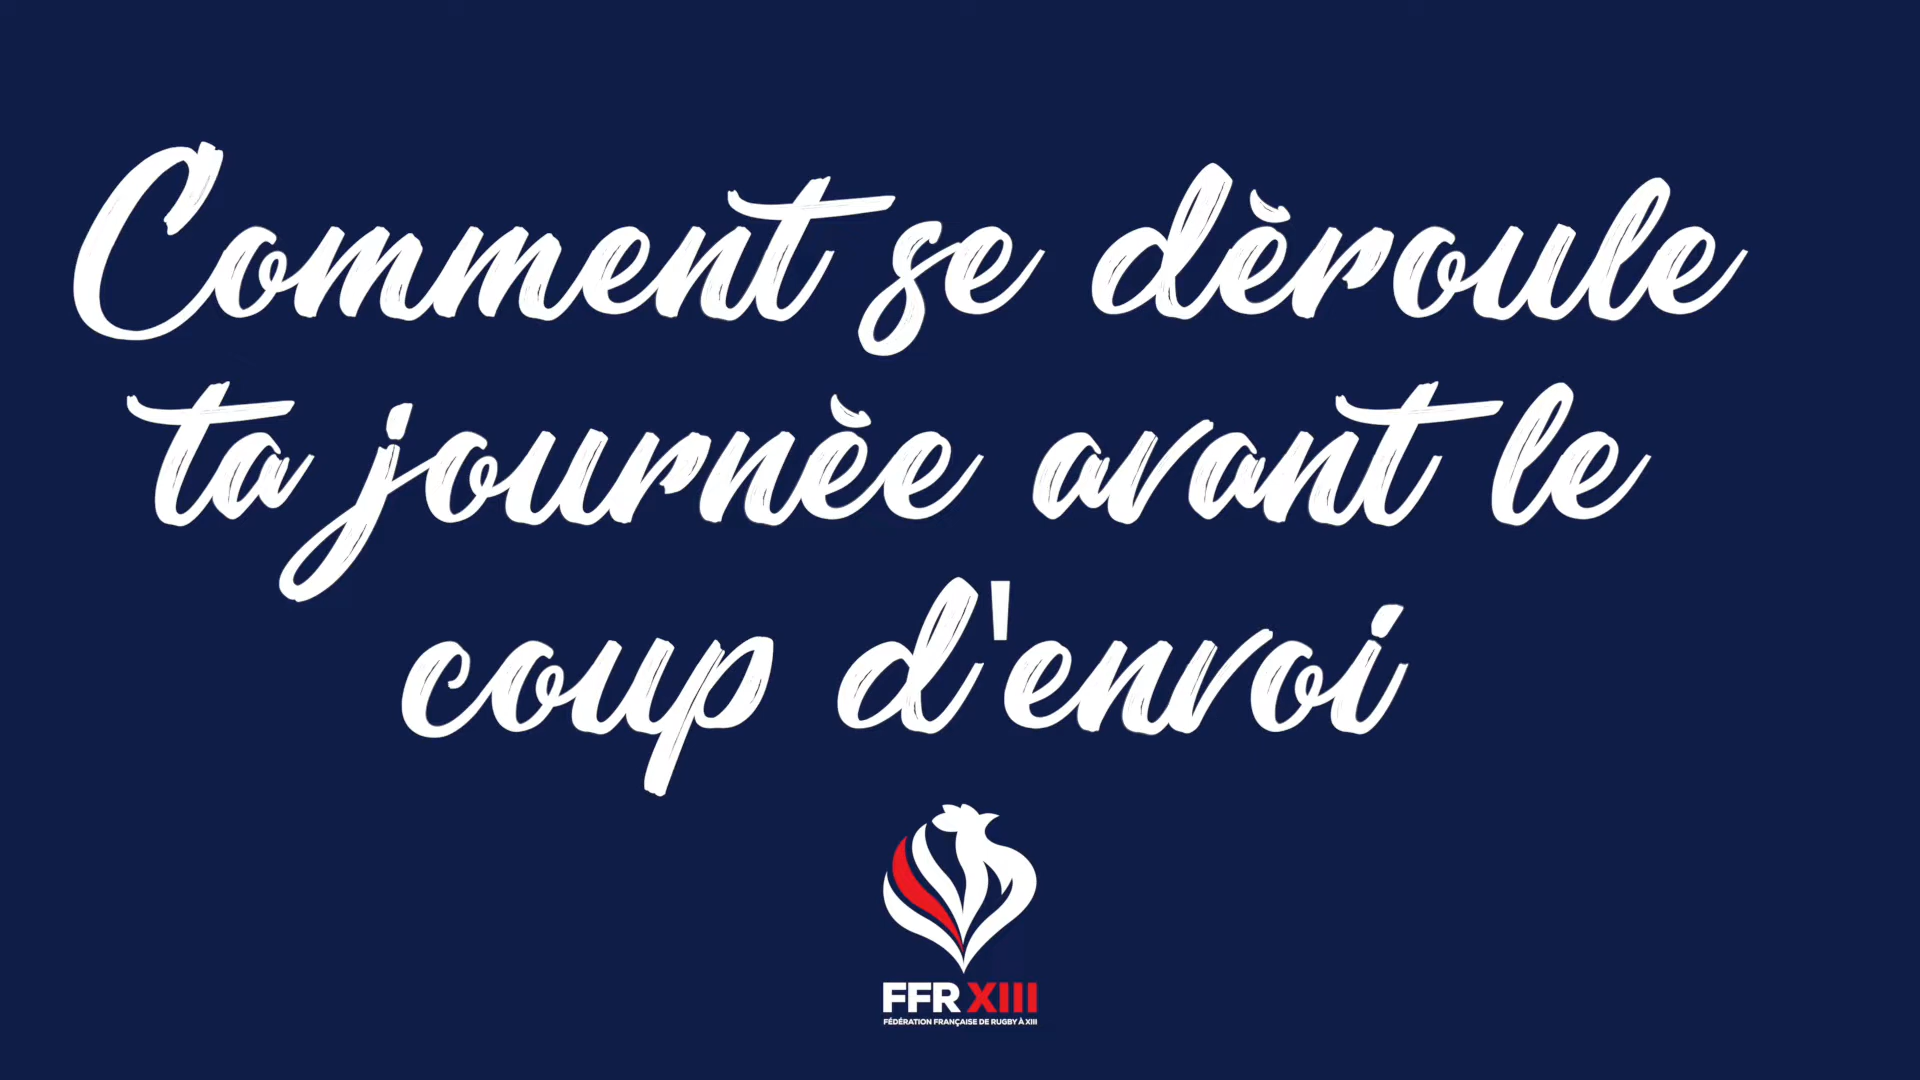 Comment se dèroule
ta journèe avant le
coup d'envoi
FFR XIII
FÉDÉRATION FRANÇAISE DE RUGBY À XIII